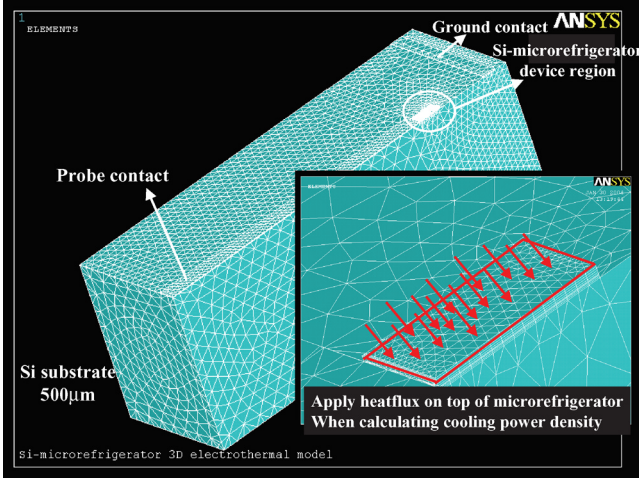 1
ELEMENTS
Ground contact
ANSYS
Si-microrefrigerator
device region
Probe contact
Si substrate
500μm
ELEMENTS
ANSYS
Apply heatflux on top of microrefrigerator
When calculating cooling power density
Si-microrefrigerator 3D electrothermal model